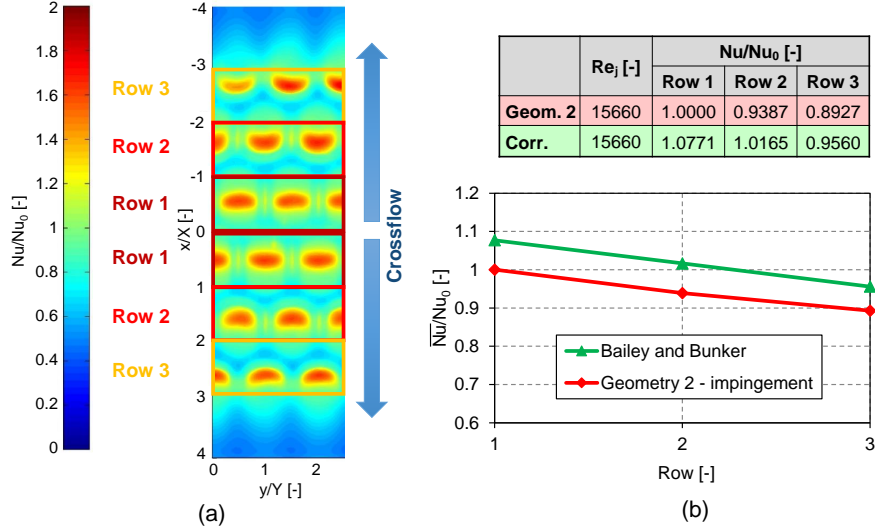 2
1.8
1.6
1.4
1.2
1
0.8
0.6
0.4
0.2
0
Nu/Nu₀ [-]
Row 3
Row 2
Row 1
Row 1
Row 2
Row 3
-4
-3
-2
-1
0
1
2
3
4
x/X [-]
0 1 2
y/Y [-]
Crossflow
(a)
Reⱼ [-] Nu/Nu₀ [-]
Row 1 Row 2 Row 3
Geom. 2 15660 1.0000 0.9387 0.8927
Corr. 15660 1.0771 1.0165 0.9560
1.2
1.1
1
0.9
0.8
0.7
0.6
N̅u̅/Nu₀ [-]
Bailey and Bunker
Geometry 2 - impingement
1 2 3
Row [-]
(b)